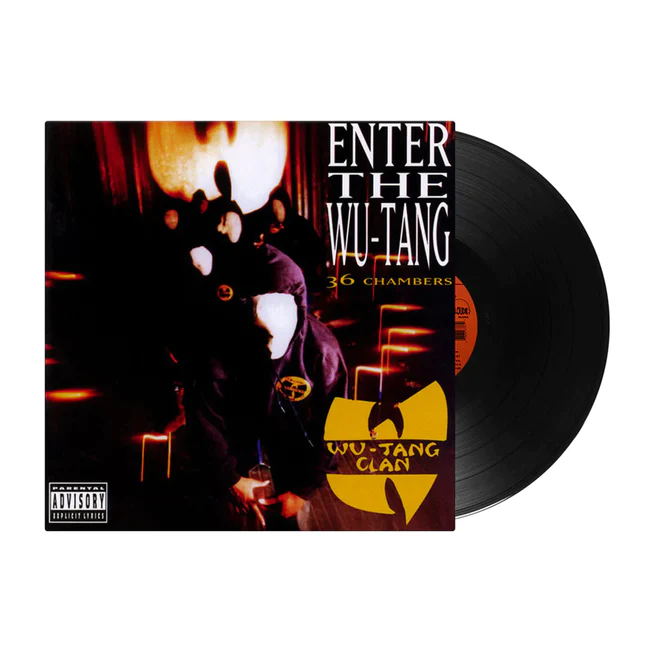 ENTER
THE
WU-TANG
36 CHAMBERS
WU-TANG
CLAN
PARENTAL
ADVISORY
EXPLICIT LYRICS